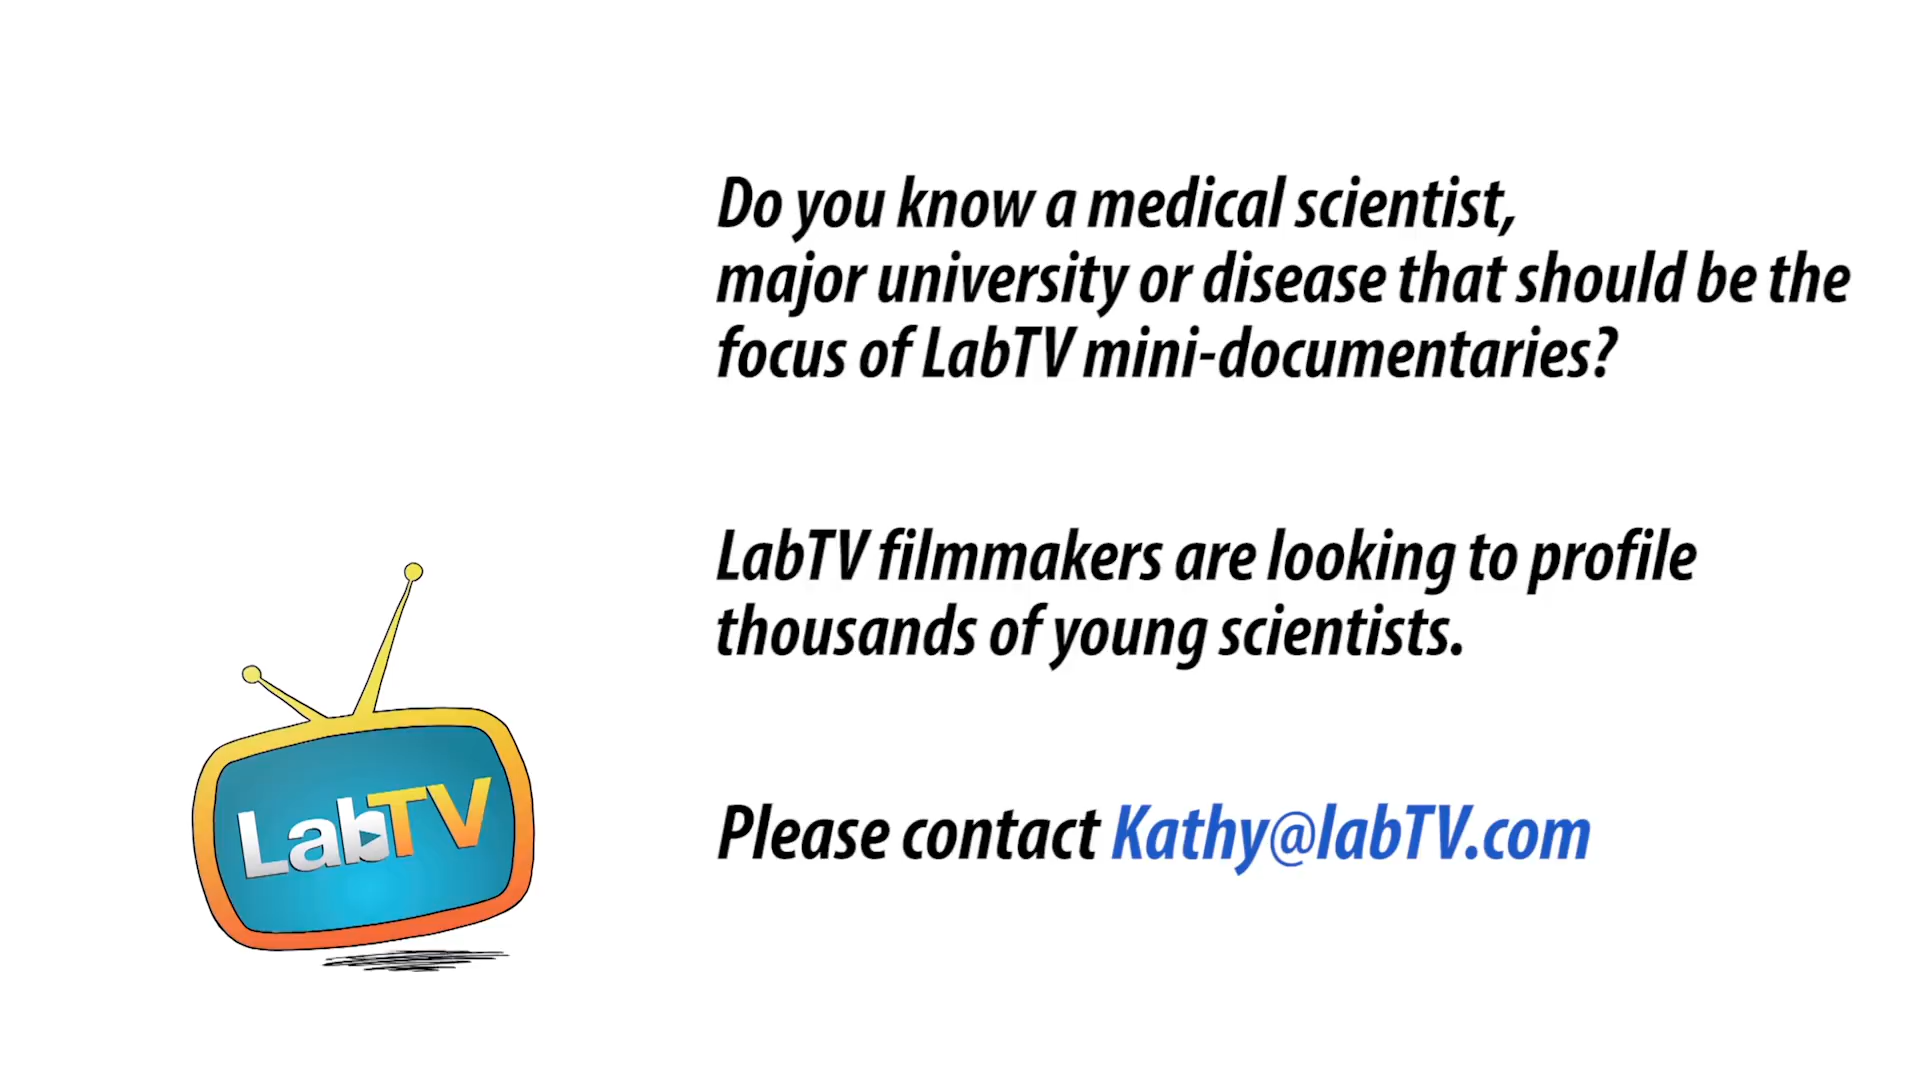 Do you know a medical scientist,
major university or disease that should be the
focus of LabTV mini-documentaries?
LabTV filmmakers are looking to profile
thousands of young scientists.
LabTV
Please contact Kathy@labTV.com